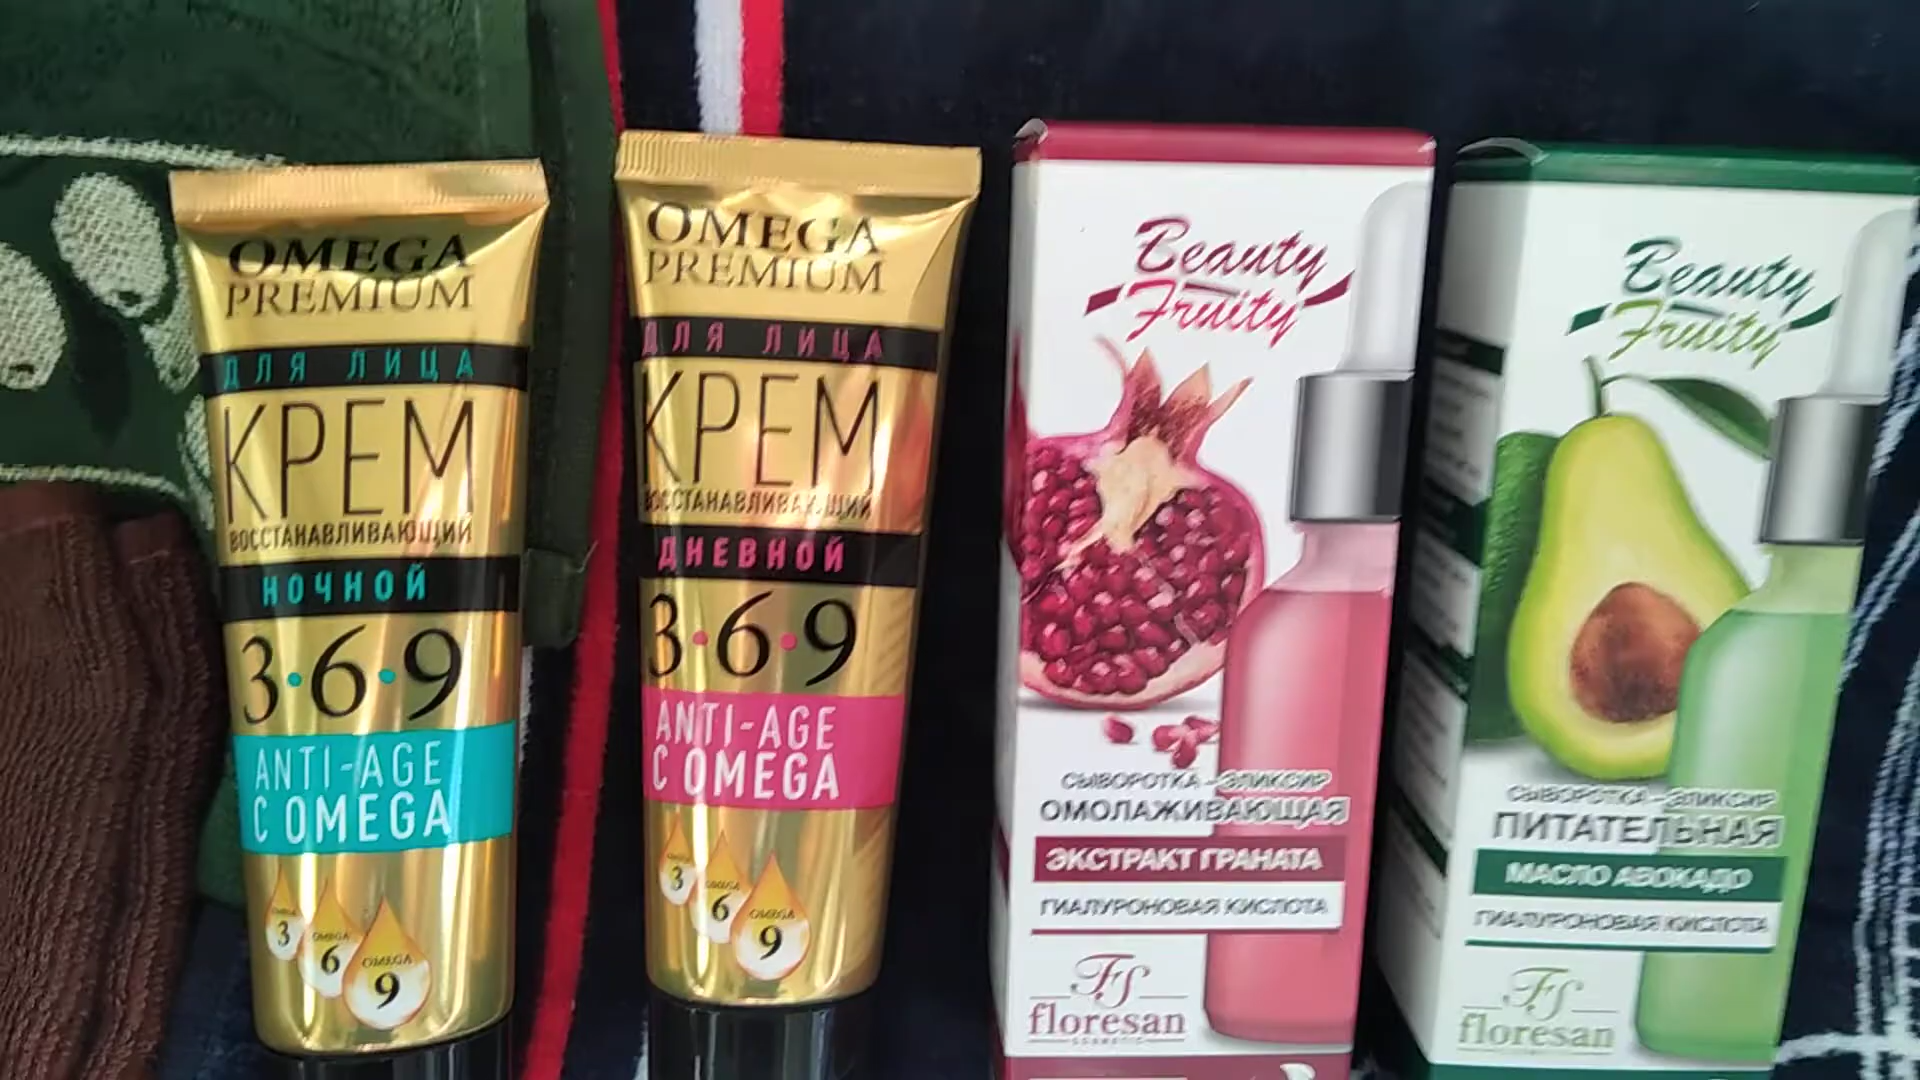 OMEGA
PREMIUM
ДЛЯ ЛИЦА
КРЕМ
ВОССТАНАВЛИВАЮЩИЙ
НОЧНОЙ
3·6·9
ANTI-AGE
С OMEGA
OMEGA
3
OMEGA
6
OMEGA
9
OMEGA
PREMIUM
ДЛЯ ЛИЦА
КРЕМ
ВОССТАНАВЛИВАЮЩИЙ
ДНЕВНОЙ
3·6·9
ANTI-AGE
С OMEGA
OMEGA
3
OMEGA
6
OMEGA
9
Beauty
Fruity
СЫВОРОТКА-ЭЛИКСИР
ОМОЛАЖИВАЮЩАЯ
ЭКСТРАКТ ГРАНАТА
ГИАЛУРОНОВАЯ КИСЛОТА
FS
floresan
COSMETIC
Beauty
Fruity
СЫВОРОТКА-ЭЛИКСИР
ПИТАТЕЛЬНАЯ
МАСЛО АВОКАДО
ГИАЛУРОНОВАЯ КИСЛОТА
FS
floresan